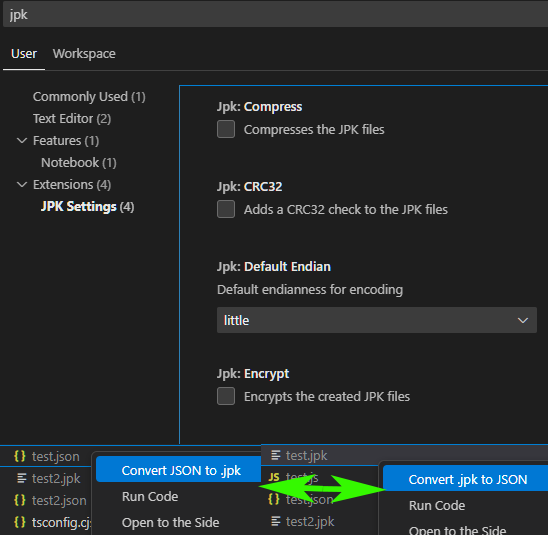 jpk
User Workspace
Commonly Used (1)
Text Editor (2)
Features (1)
Notebook (1)
Extensions (4)
JPK Settings (4)
Jpk: Compress
Compresses the JPK files
Jpk: CRC32
Adds a CRC32 check to the JPK files
Jpk: Default Endian
Default endianness for encoding
little
Jpk: Encrypt
Encrypts the created JPK files
{} test.json
test2.jpk
{} test2.json
{} tsconfig.cj
Convert JSON to .jpk
Run Code
Open to the Side
test.jpk
JS test.js
{} test.json
test2.jpk
Convert .jpk to JSON
Run Code
Open to the Side